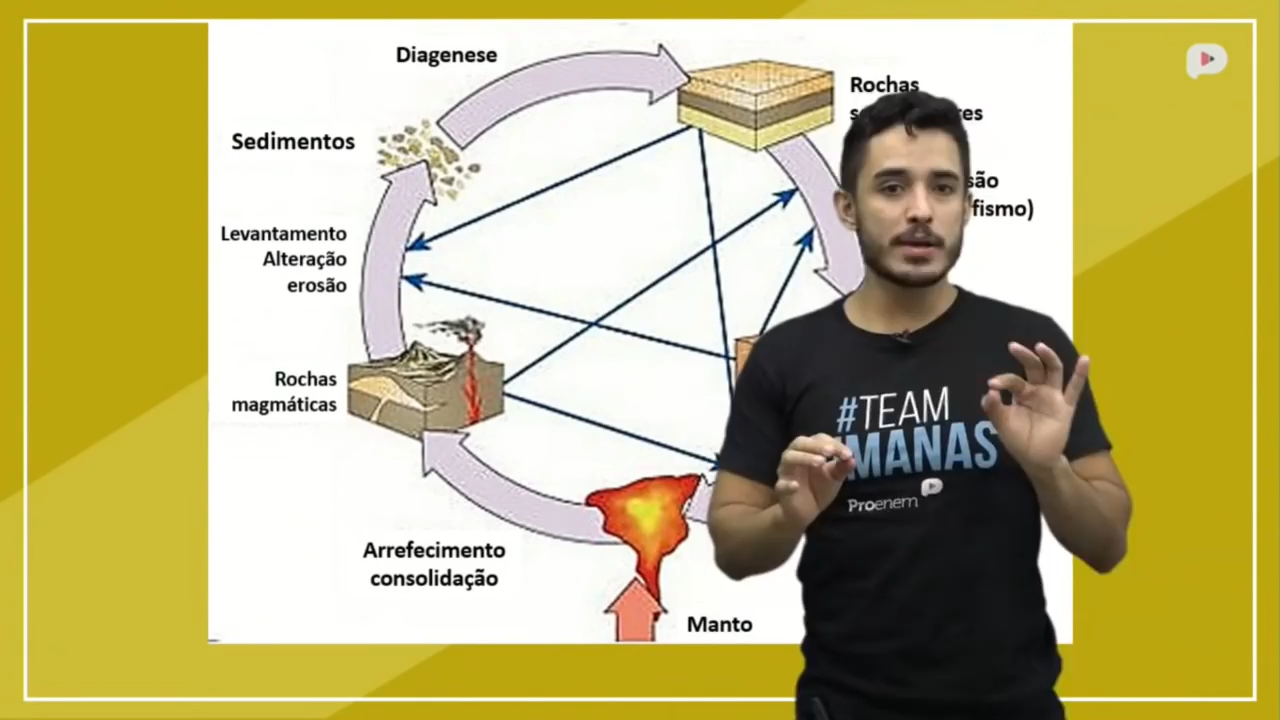 Diagenese
Rochas
Sedimentos
Levantamento
Alteração
erosão
Rochas
magmáticas
Arrefecimento
consolidação
Manto
#TEAM
MANAS
Proenem